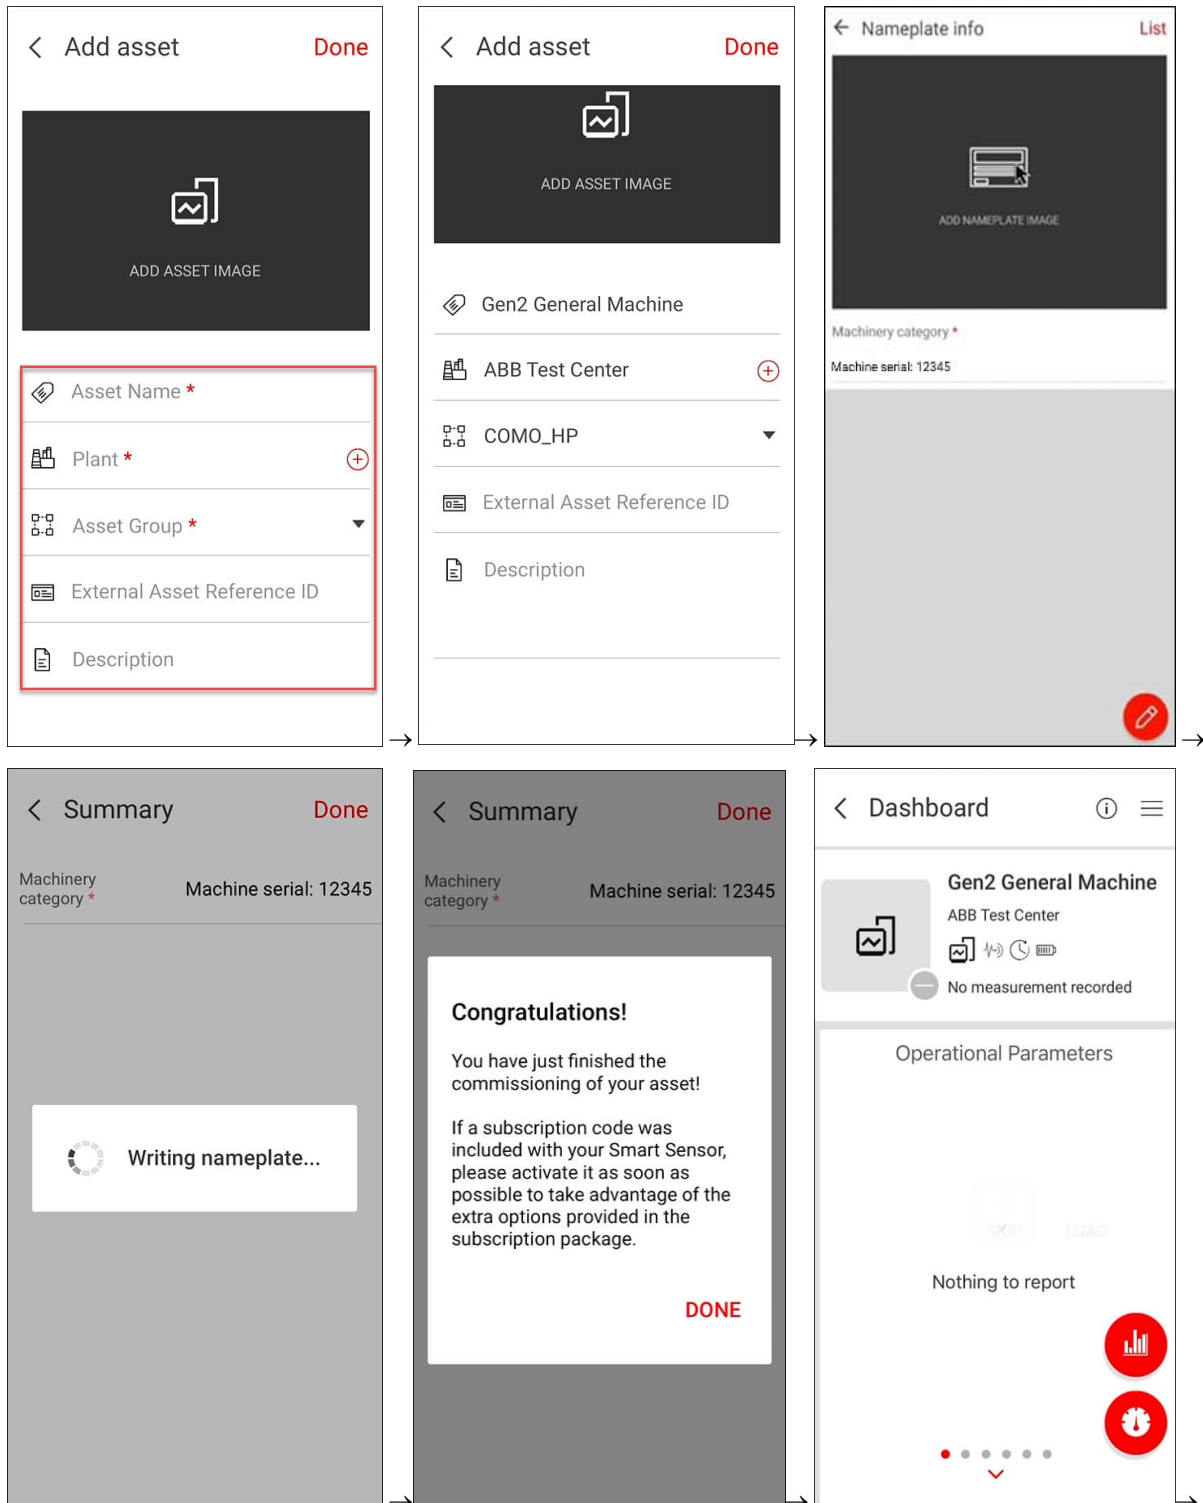 Add asset
Done
ADD ASSET IMAGE
Asset Name *
Plant *
Asset Group *
External Asset Reference ID
Description
→
Add asset
Done
ADD ASSET IMAGE
Gen2 General Machine
ABB Test Center
COMO_HP
External Asset Reference ID
Description
→
Nameplate info
List
ADD NAMEPLATE IMAGE
Machinery category *
Machine serial: 12345
→
Summary
Done
Machinery
category *
Machine serial: 12345
Writing nameplate...
→
Summary
Done
Machinery
category *
Machine serial: 12345
Congratulations!
You have just finished the
commissioning of your asset!
If a subscription code was
included with your Smart Sensor,
please activate it as soon as
possible to take advantage of the
extra options provided in the
subscription package.
DONE
→
Dashboard
Gen2 General Machine
ABB Test Center
No measurement recorded
Operational Parameters
SKIP
LOAD
Nothing to report
→